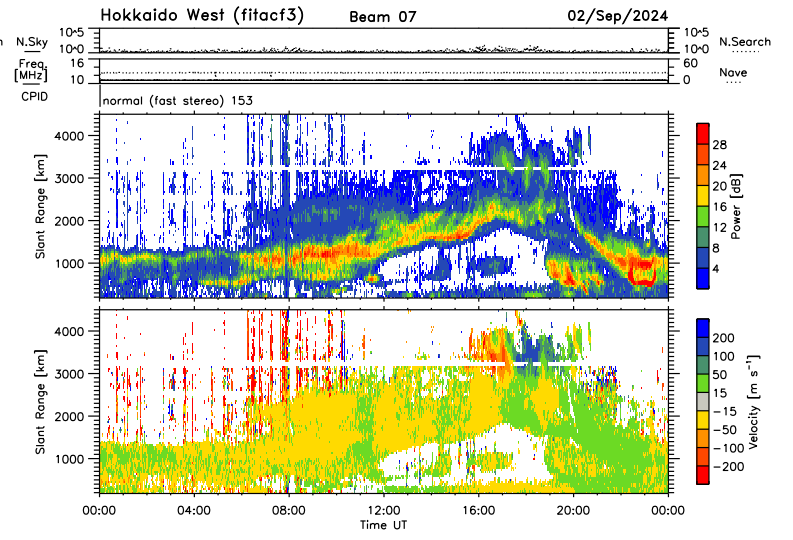 Hokkaido West (fitacf3) Beam 07 02/Sep/2024
N.Sky 10^5 10^0 10^5 10^0 N.Search
Freq. [MHz] 16 10 60 0 Nave
CPID normal (fast stereo) 153
Slant Range [km] 4000 3000 2000 1000
28 24 20 16 12 8 4 Power [dB]
Slant Range [km] 4000 3000 2000 1000
200 100 50 15 -15 -50 -100 -200 Velocity [m s⁻¹]
00:00 04:00 08:00 12:00 16:00 20:00 00:00
Time UT